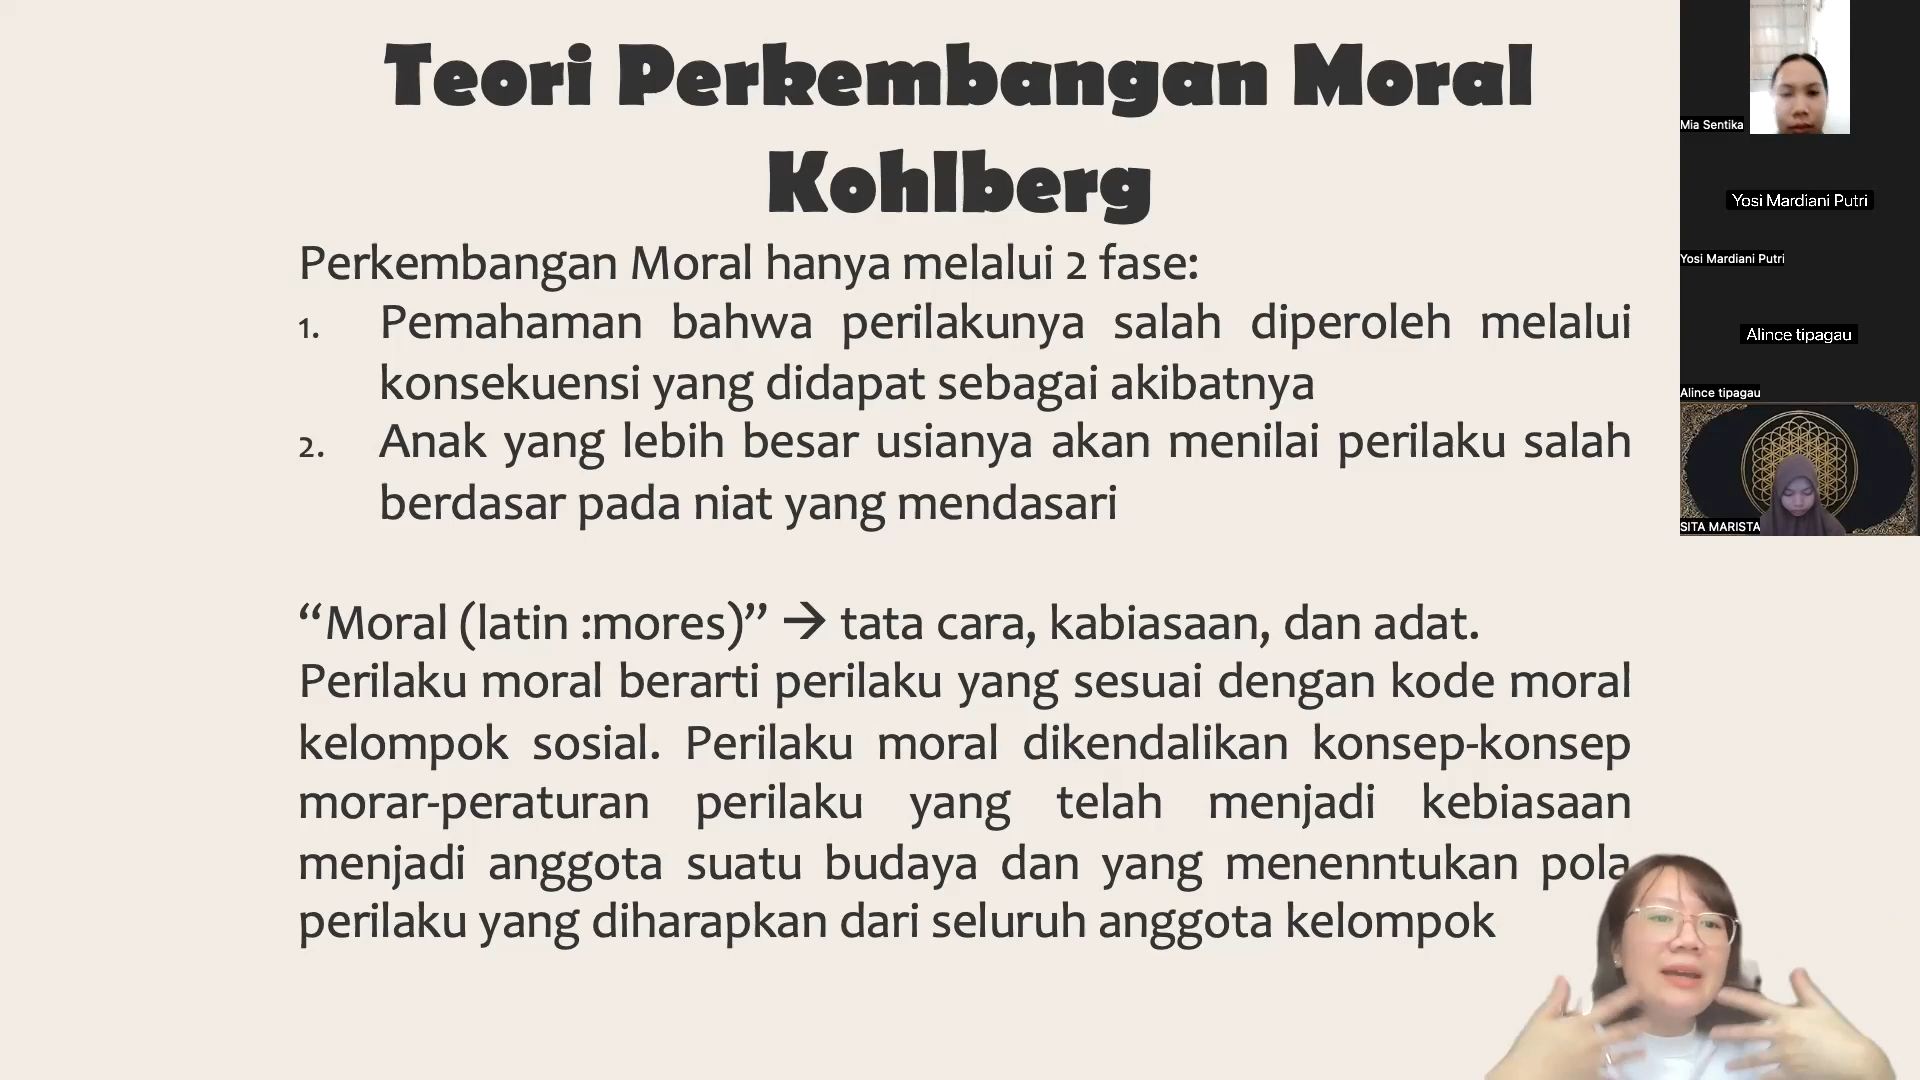 Teori Perkembangan Moral
Kohlberg
Perkembangan Moral hanya melalui 2 fase:
1. Pemahaman bahwa perilakunya salah diperoleh melalui
konsekuensi yang didapat sebagai akibatnya
2. Anak yang lebih besar usianya akan menilai perilaku salah
berdasar pada niat yang mendasari
“Moral (latin :mores)” → tata cara, kabiasaan, dan adat.
Perilaku moral berarti perilaku yang sesuai dengan kode moral
kelompok sosial. Perilaku moral dikendalikan konsep-konsep
morar-peraturan perilaku yang telah menjadi kebiasaan
menjadi anggota suatu budaya dan yang menenntukan pola
perilaku yang diharapkan dari seluruh anggota kelompok
Mia Sentika
Yosi Mardiani Putri
Yosi Mardiani Putri
Alince tipagau
Alince tipagau
SITA MARISTA